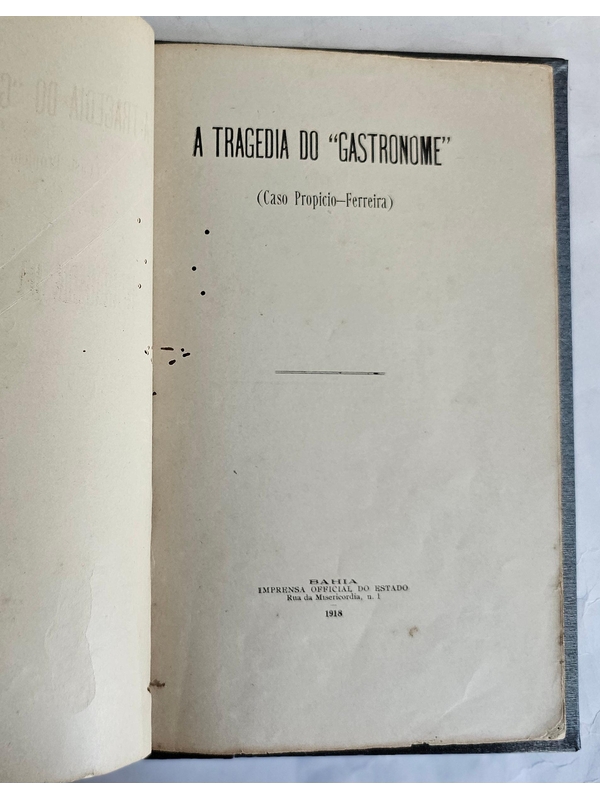 A TRAGEDIA DO "GASTRONOME"
(Caso Propicio—Ferreira)
BAHIA
IMPRENSA OFFICIAL DO ESTADO
Rua da Misericordia, n. 1
1918